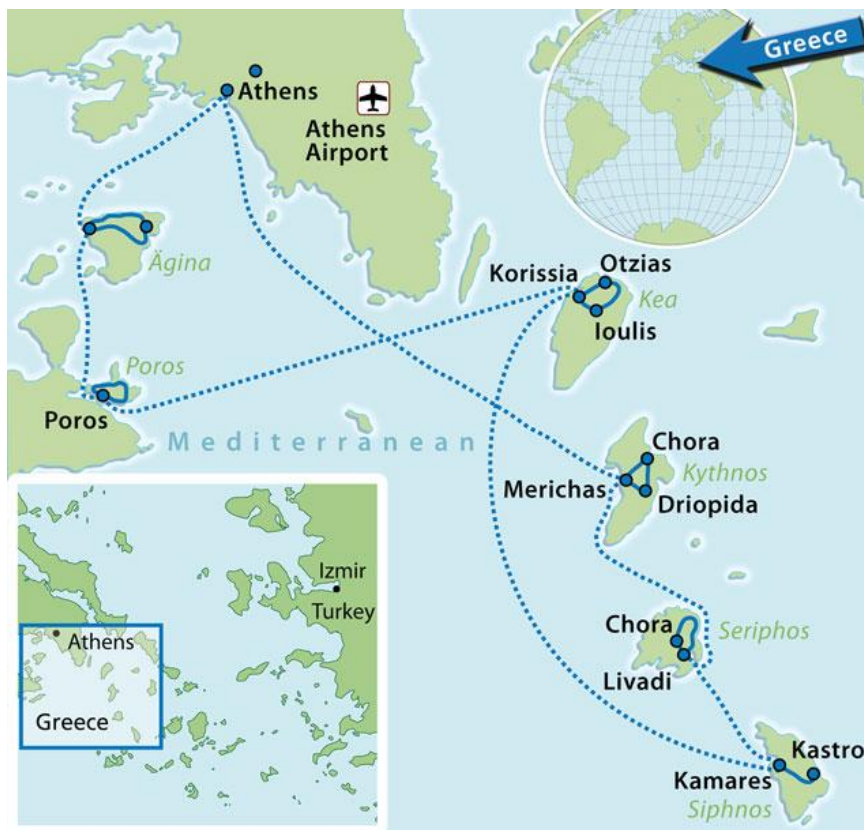 Greece
Athens
Athens
Airport
Ägina
Korissia
Otzias
Kea
Ioulis
Poros
Poros
Mediterranean
Chora
Kythnos
Merichas
Driopida
Izmir
Turkey
Athens
Greece
Chora
Seriphos
Livadi
Kastro
Kamares
Siphnos